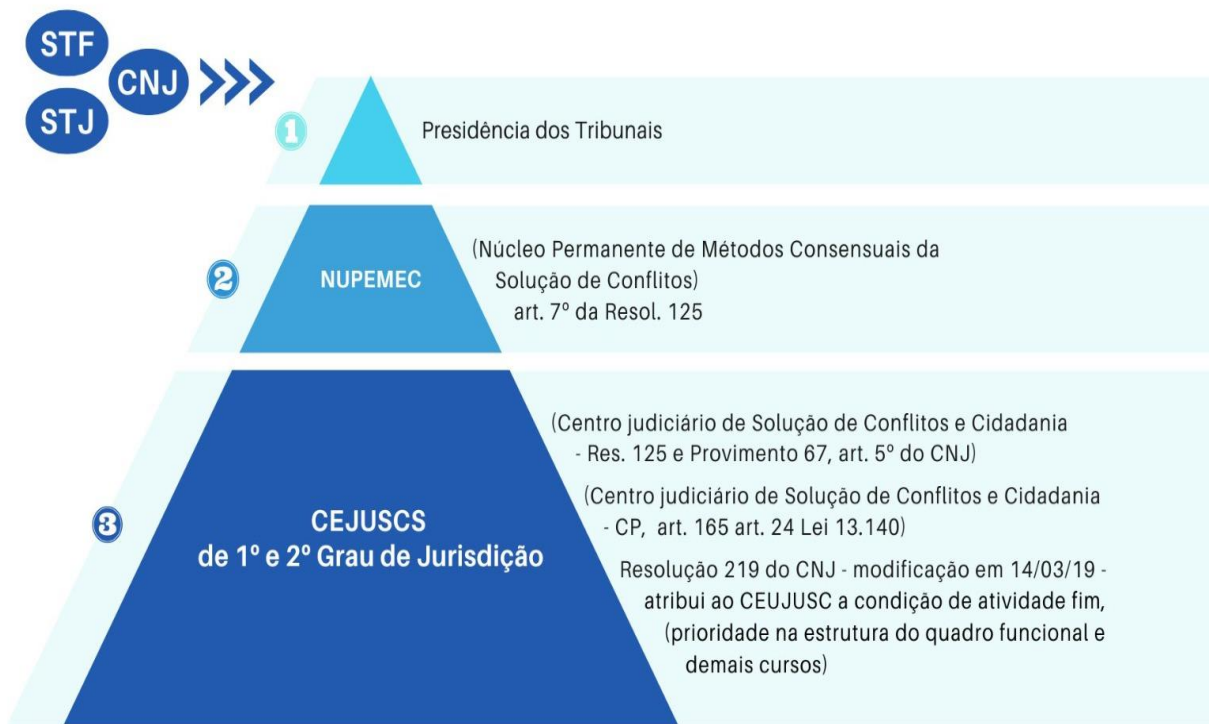 STF
CNJ
STJ
1
Presidência dos Tribunais
2
NUPEMEC
(Núcleo Permanente de Métodos Consensuais da
Solução de Conflitos)
art. 7º da Resol. 125
3
CEJUSCS
de 1º e 2º Grau de Jurisdição
(Centro judiciário de Solução de Conflitos e Cidadania
- Res. 125 e Provimento 67, art. 5º do CNJ)
(Centro judiciário de Solução de Conflitos e Cidadania
- CP, art. 165 art. 24 Lei 13.140)
Resolução 219 do CNJ - modificação em 14/03/19 -
atribui ao CEUJUSC a condição de atividade fim,
(prioridade na estrutura do quadro funcional e
demais cursos)